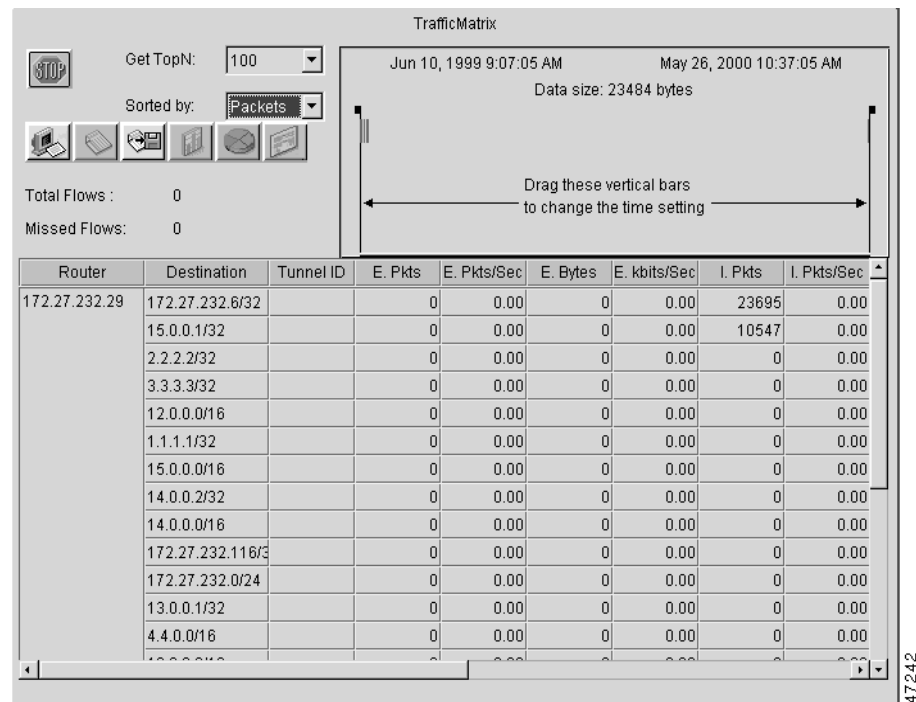 TrafficMatrix
STOP
Get TopN: 100
Sorted by: Packets
Total Flows : 0
Missed Flows: 0
Jun 10, 1999 9:07:05 AM May 26, 2000 10:37:05 AM
Data size: 23484 bytes
Drag these vertical bars
to change the time setting
Router Destination Tunnel ID E. Pkts E. Pkts/Sec E. Bytes E. kbits/Sec I. Pkts I. Pkts/Sec
172.27.232.29 172.27.232.6/32 0 0.00 0 0.00 23695 0.00
15.0.0.1/32 0 0.00 0 0.00 10547 0.00
2.2.2.2/32 0 0.00 0 0.00 0 0.00
3.3.3.3/32 0 0.00 0 0.00 0 0.00
12.0.0.0/16 0 0.00 0 0.00 0 0.00
1.1.1.1/32 0 0.00 0 0.00 0 0.00
15.0.0.0/16 0 0.00 0 0.00 0 0.00
14.0.0.2/32 0 0.00 0 0.00 0 0.00
14.0.0.0/16 0 0.00 0 0.00 0 0.00
172.27.232.116/3 0 0.00 0 0.00 0 0.00
172.27.232.0/24 0 0.00 0 0.00 0 0.00
13.0.0.1/32 0 0.00 0 0.00 0 0.00
4.4.0.0/16 0 0.00 0 0.00 0 0.00
47242